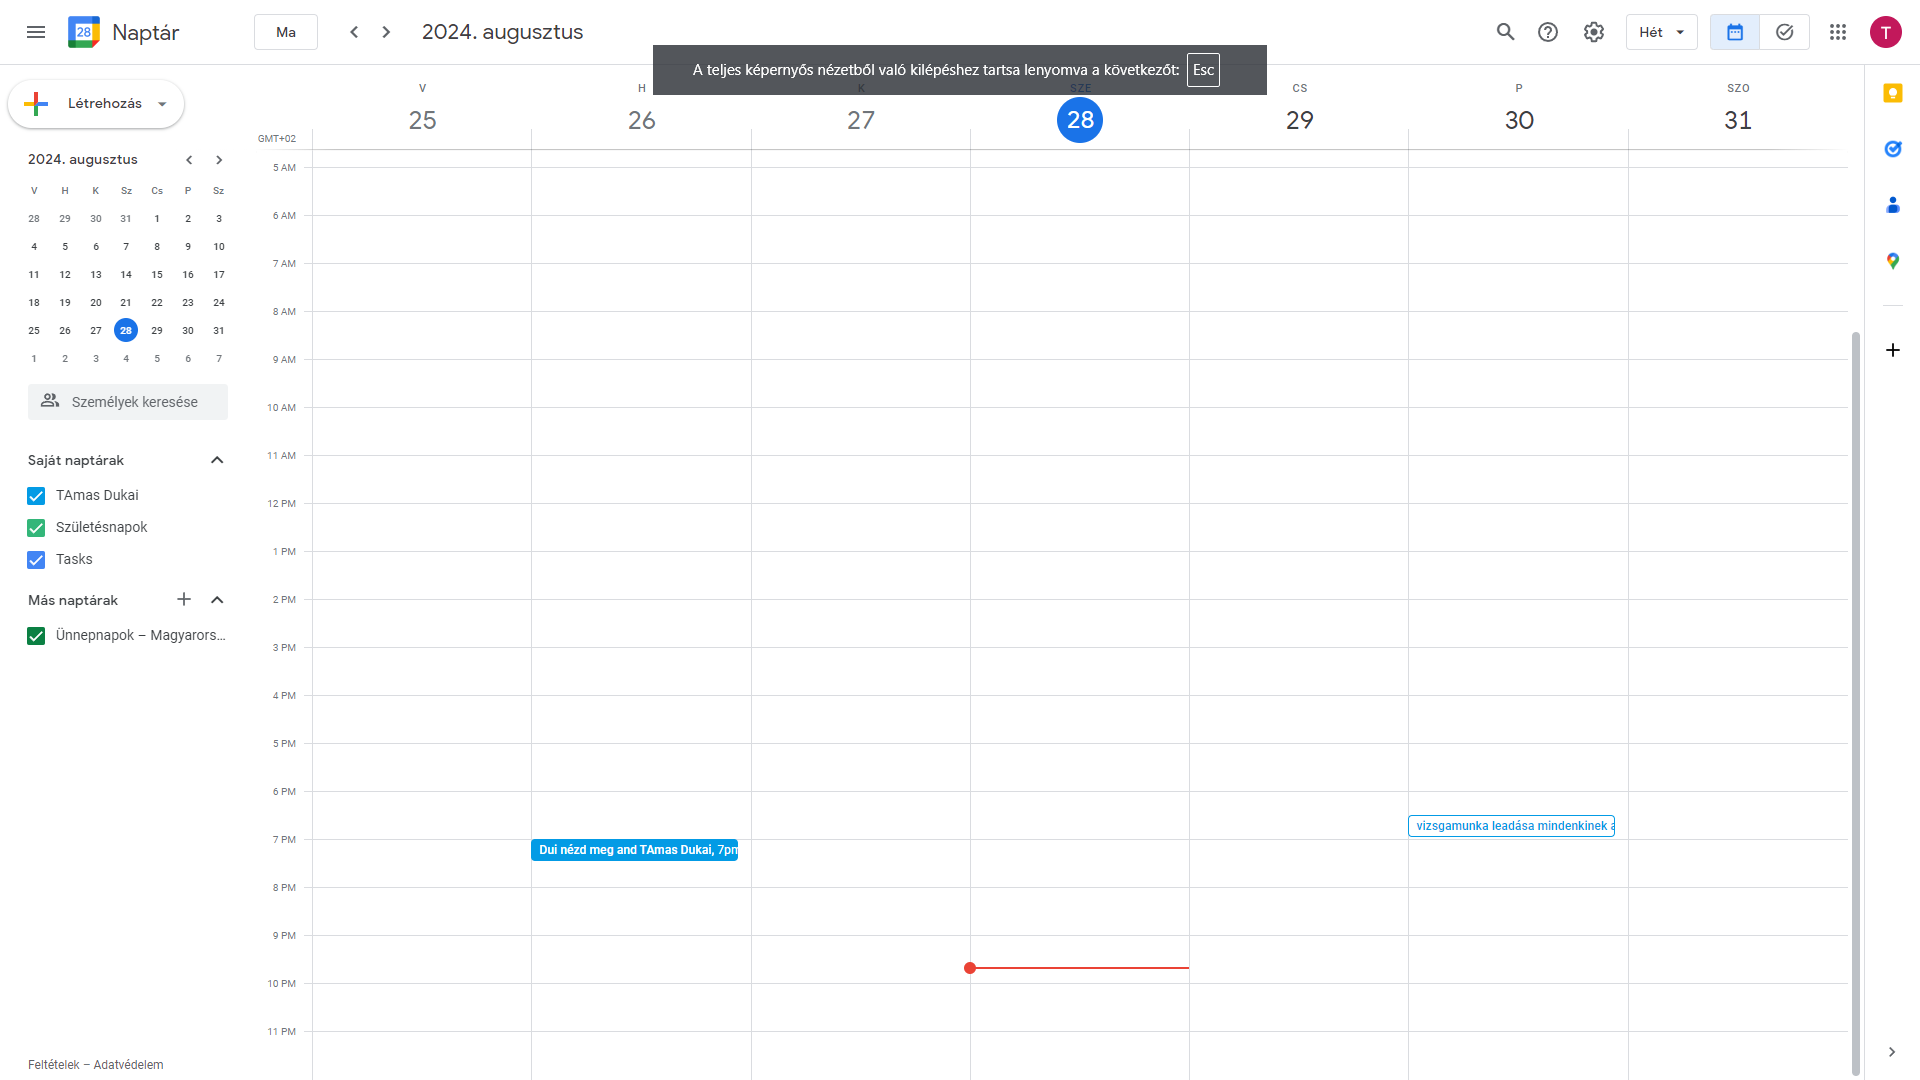 28 Naptár
Ma
2024. augusztus
Hét
T
A teljes képernyős nézetből való kilépéshez tartsa lenyomva a következőt: Esc
Létrehozás
V H K SZE CS P SZO
25 26 27 28 29 30 31
GMT+02
2024. augusztus
V H K Sz Cs P Sz
28 29 30 31 1 2 3
4 5 6 7 8 9 10
11 12 13 14 15 16 17
18 19 20 21 22 23 24
25 26 27 28 29 30 31
1 2 3 4 5 6 7
Személyek keresése
Saját naptárak
TAmas Dukai
Születésnapok
Tasks
Más naptárak
Ünnepnapok – Magyarors...
Feltételek – Adatvédelem
5 AM
6 AM
7 AM
8 AM
9 AM
10 AM
11 AM
12 PM
1 PM
2 PM
3 PM
4 PM
5 PM
6 PM
vizsgamunka leadása mindenkinek
7 PM
Dui nézd meg and TAmas Dukai, 7pm
8 PM
9 PM
10 PM
11 PM